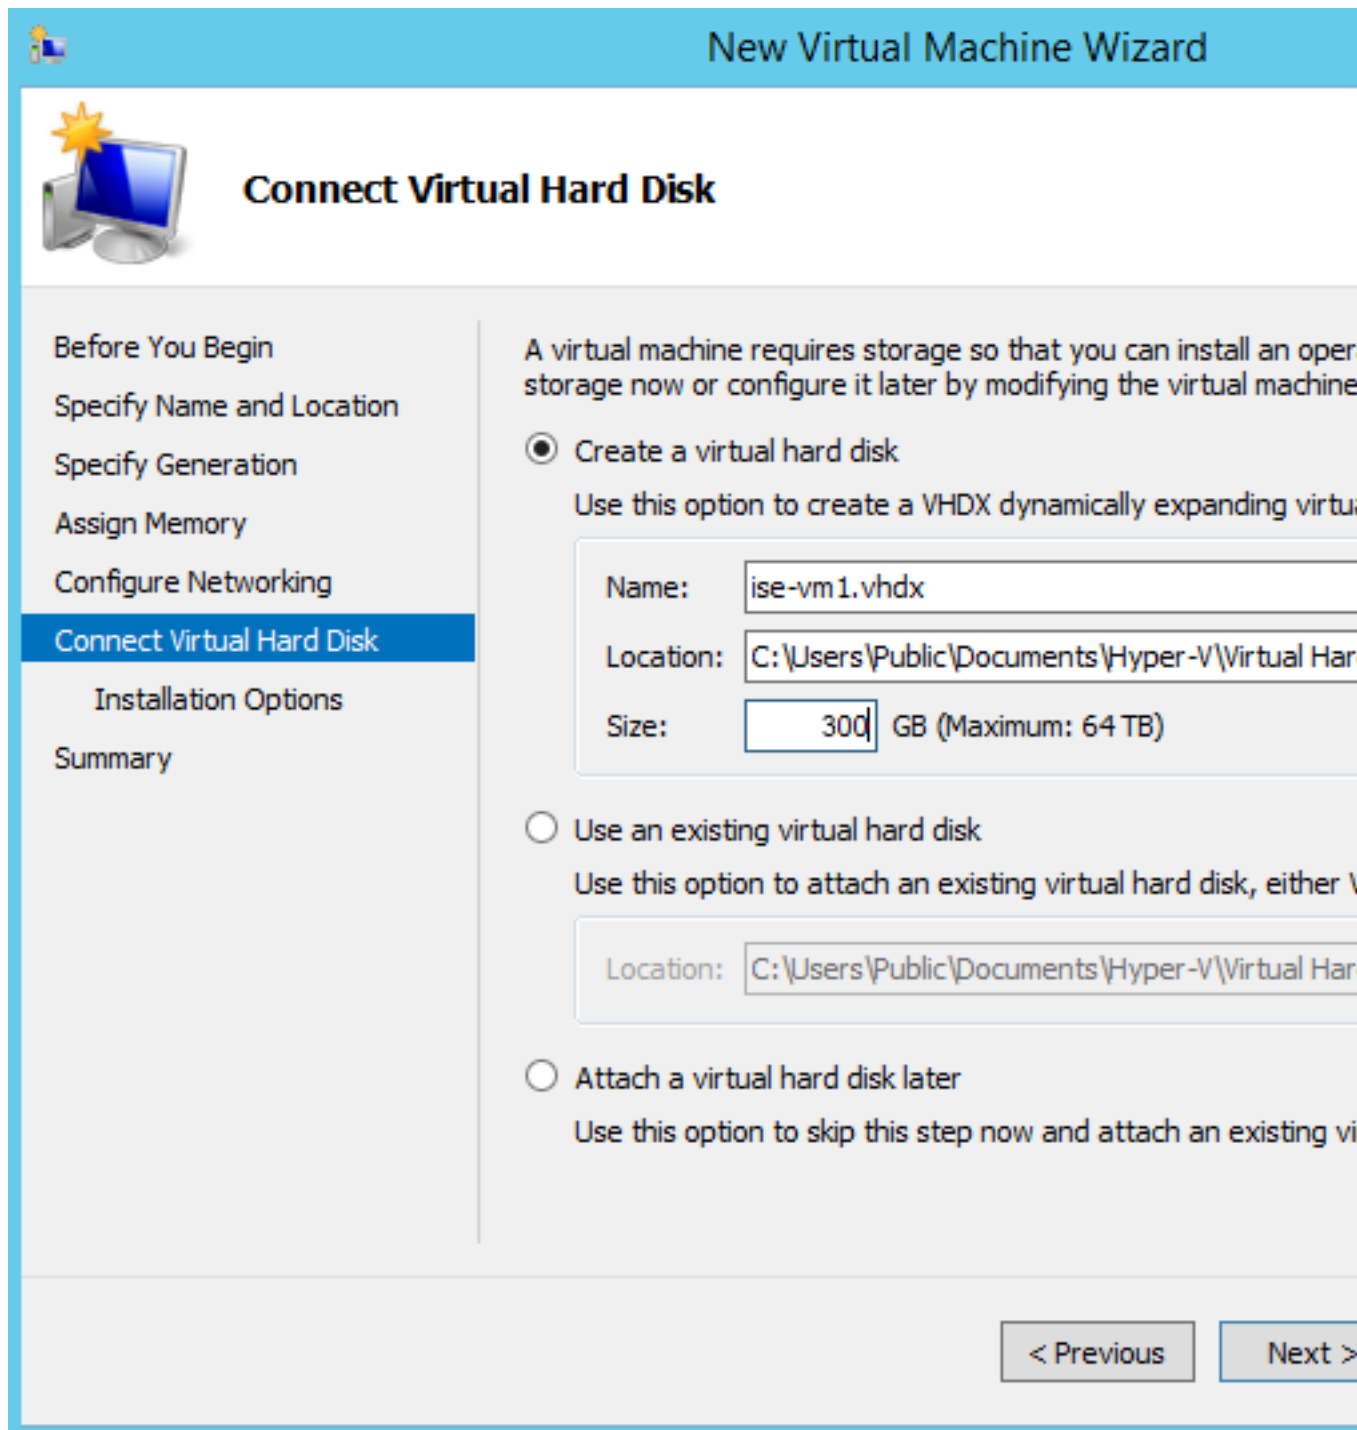 New Virtual Machine Wizard
Connect Virtual Hard Disk
Before You Begin
Specify Name and Location
Specify Generation
Assign Memory
Configure Networking
Connect Virtual Hard Disk
Installation Options
Summary
A virtual machine requires storage so that you can install an
storage now or configure it later by modifying the virtual machine
Create a virtual hard disk
Use this option to create a VHDX dynamically expanding
Name: ise-vm1.vhdx
Location: C:\Users\Public\Documents\Hyper-V\Virtual
Size: 300 GB (Maximum: 64 TB)
Use an existing virtual hard disk
Use this option to attach an existing virtual hard disk, either
Location: C:\Users\Public\Documents\Hyper-V\Virtual
Attach a virtual hard disk later
Use this option to skip this step now and attach an existing
< Previous
Next >